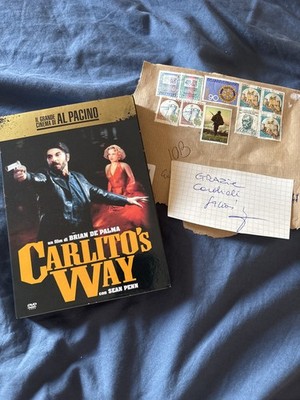 IL GRANDE
CINEMA DI AL PACINO
un film di BRIAN DE PALMA
CARLITO'S
WAY
con SEAN PENN
DVD
10B
GRAZIE
Cordiali